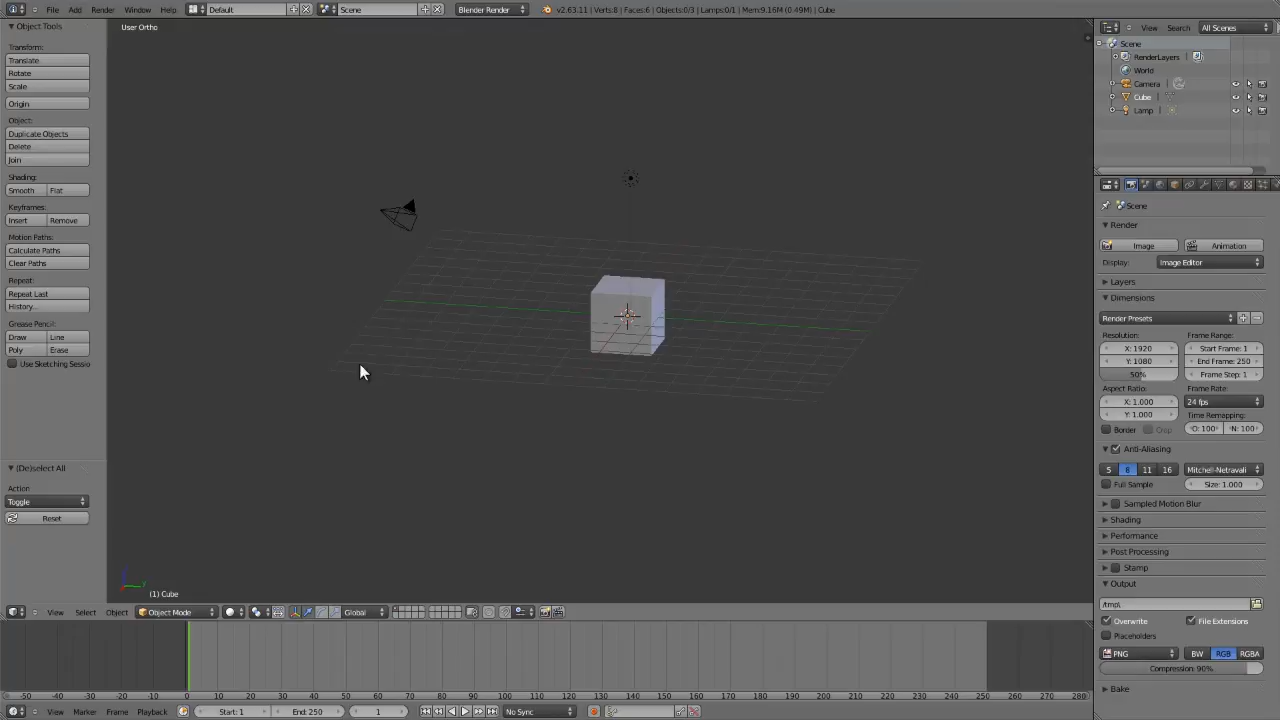 File Add Render Window Help Default Scene Blender Render v2.63.11 | Verts:8 | Faces:6 | Objects:0/3 | Lamps:0/1 | Mem:9.16M (0.49M) | Cube
Object Tools
Transform:
Translate
Rotate
Scale
Origin
Object:
Duplicate Objects
Delete
Join
Shading:
Smooth Flat
Keyframes:
Insert Remove
Motion Paths:
Calculate Paths
Clear Paths
Repeat:
Repeat Last
History...
Grease Pencil:
Draw Line
Poly Erase
Use Sketching Sessio
(De)select All
Action
Toggle
Reset
User Ortho
(1) Cube
View Select Object Object Mode Global
-50 -40 -30 -20 -10 0 10 20 30 40 50 60 70 80 90 100 110 120 130 140 150 160 170 180 190 200 210 220 230 240 250 260 270 280
View Marker Frame Playback Start: 1 End: 250 1 No Sync
View Search All Scenes
Scene
RenderLayers
World
Camera
Cube
Lamp
Scene
Render
Image Animation
Display: Image Editor
Layers
Dimensions
Render Presets
Resolution: Frame Range:
X: 1920 Start Frame: 1
Y: 1080 End Frame: 250
50% Frame Step: 1
Aspect Ratio: Frame Rate:
X: 1.000 24 fps
Y: 1.000 Time Remapping:
Border Crop O: 100 N: 100
Anti-Aliasing
5 8 11 16 Mitchell-Netravali
Full Sample Size: 1.000
Sampled Motion Blur
Shading
Performance
Post Processing
Stamp
Output
/tmp\
Overwrite File Extensions
Placeholders
PNG BW RGB RGBA
Compression: 90%
Bake